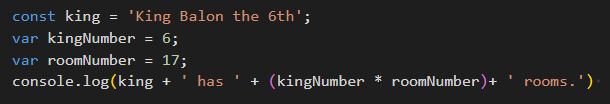 const king = 'King Balon the 6th';
var kingNumber = 6;
var roomNumber = 17;
console.log(king + ' has ' + (kingNumber * roomNumber)+ ' rooms.')